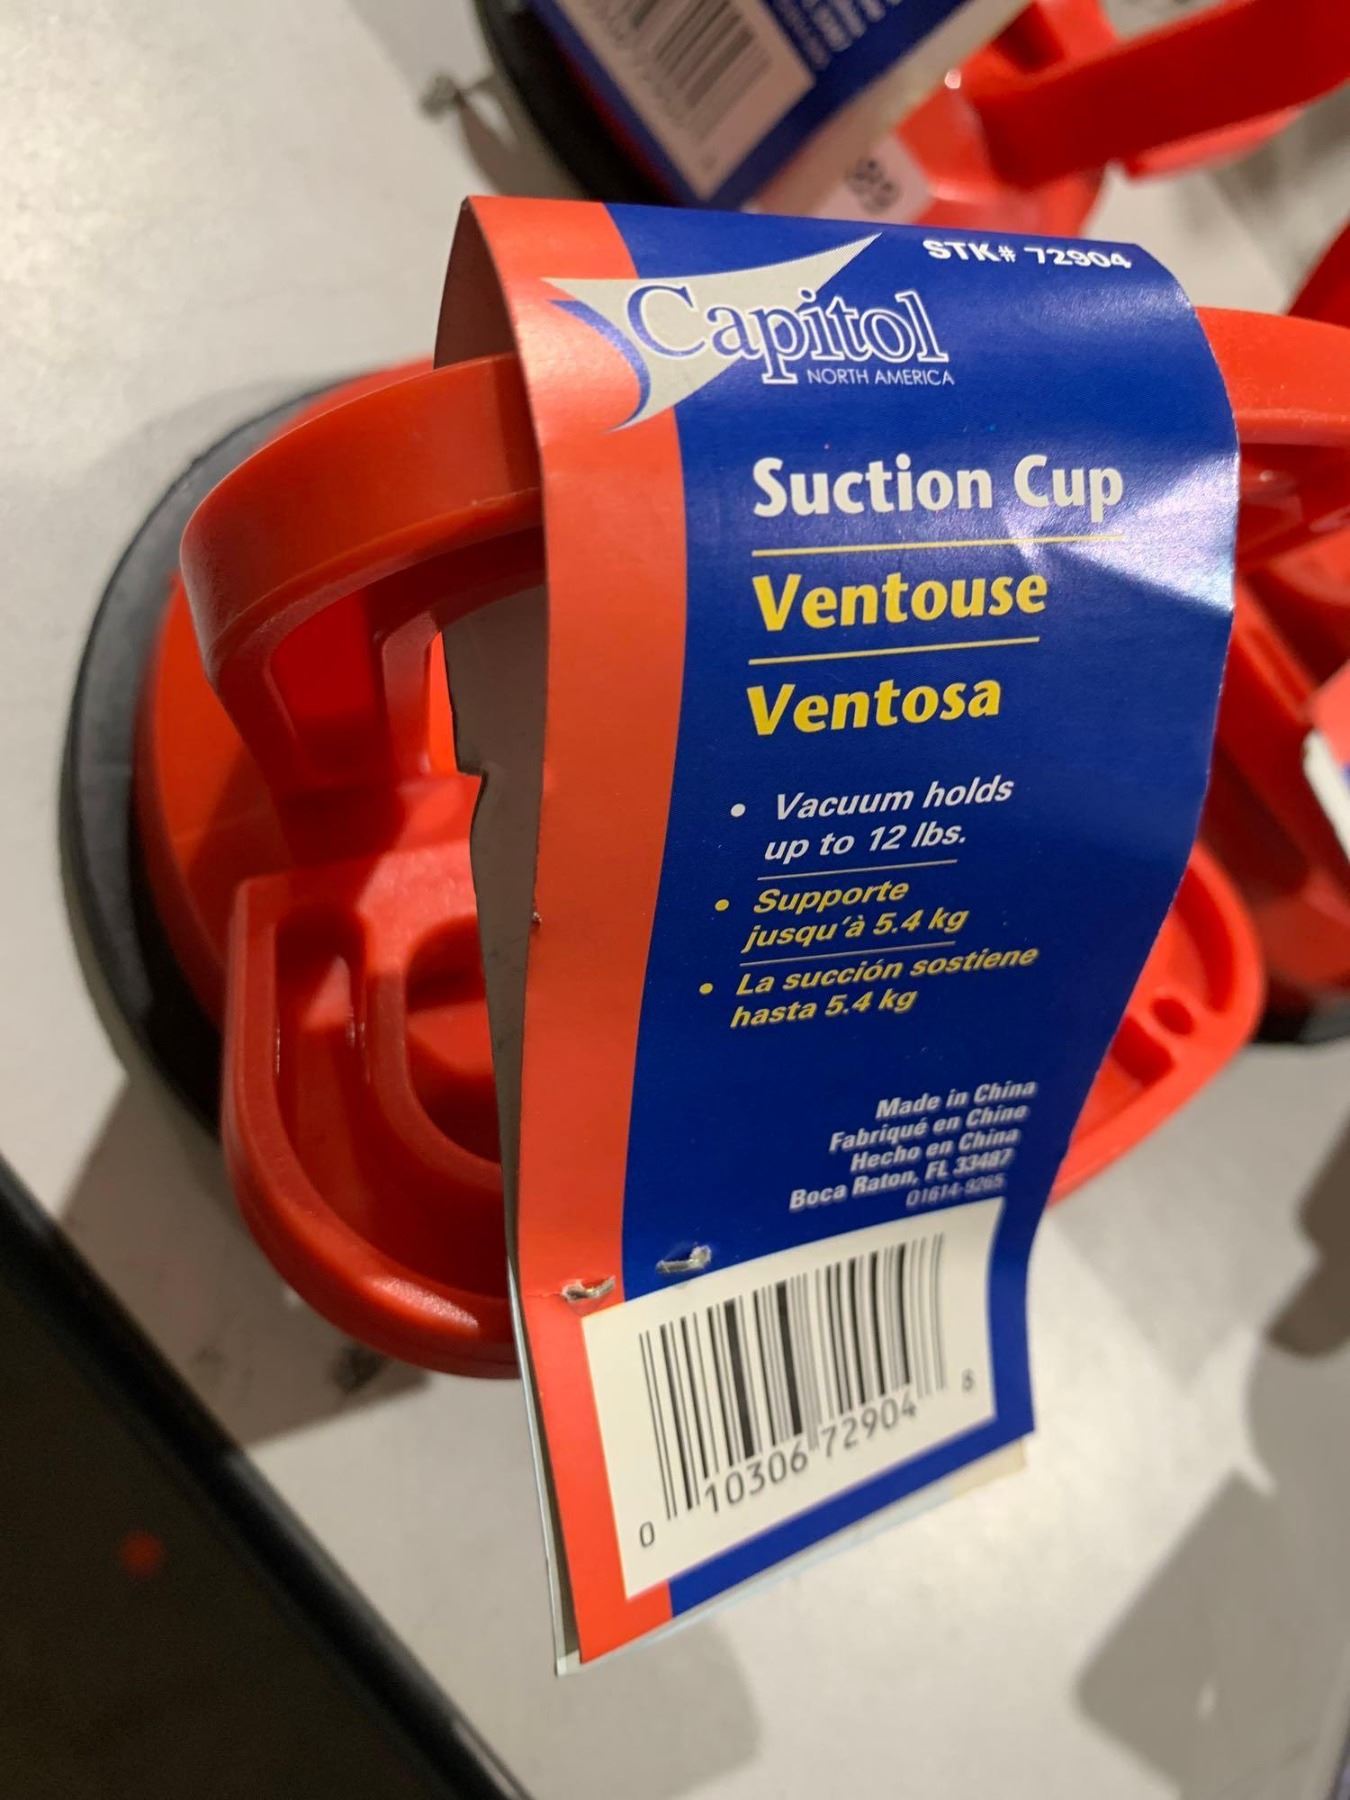 STK# 72904
Capitol
NORTH AMERICA
Suction Cup
Ventouse
Ventosa
• Vacuum holds
up to 12 lbs.
• Supporte
jusqu'à 5.4 kg
• La succión sostiene
hasta 5.4 kg
Made in China
Fabriqué en Chine
Hecho en China
Boca Raton, FL 33487
01614-9265
0 10306 72904 8